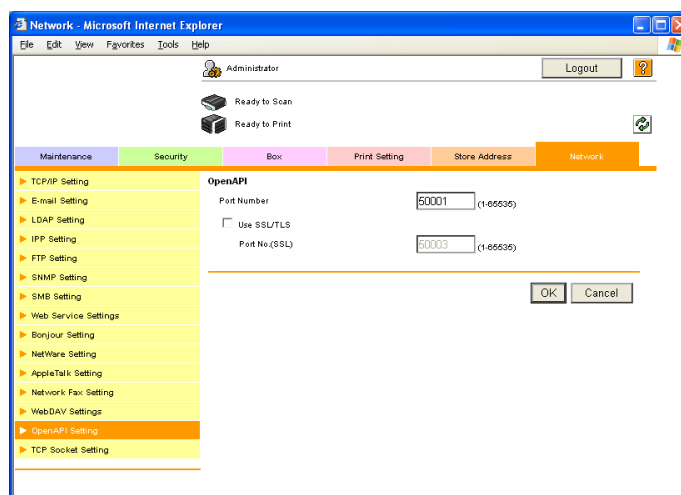 Network - Microsoft Internet Explorer
File Edit View Favorites Tools Help
Administrator
Logout
?
Ready to Scan
Ready to Print
Maintenance Security Box Print Setting Store Address Network
TCP/IP Setting
E-mail Setting
LDAP Setting
IPP Setting
FTP Setting
SNMP Setting
SMB Setting
Web Service Settings
Bonjour Setting
NetWare Setting
AppleTalk Setting
Network Fax Setting
WebDAV Settings
OpenAPI Setting
TCP Socket Setting
OpenAPI
Port Number 50001 (1-65535)
Use SSL/TLS
Port No.(SSL) 50003 (1-65535)
OK Cancel